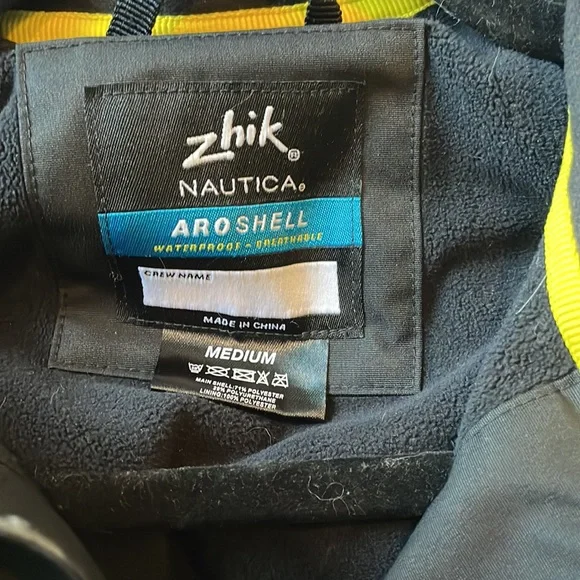 zhik®
NAUTICA®
AROSHELL
WATERPROOF - BREATHABLE
CREW NAME
MADE IN CHINA
MEDIUM
MAIN SHELL:71% POLYESTER
29% POLYURETHANE
LINING:100% POLYESTER